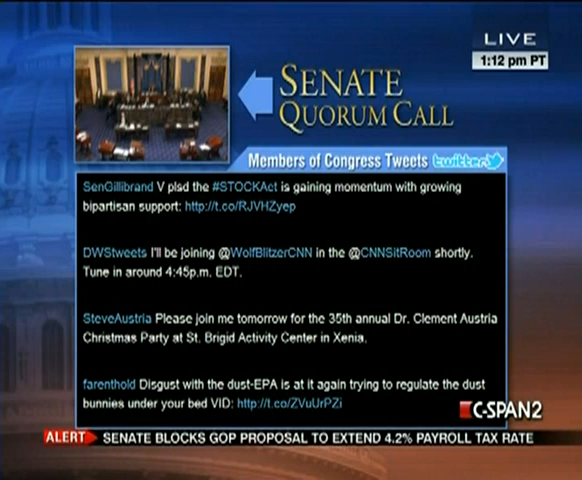 LIVE
1:12 pm PT
SENATE
QUORUM CALL
Members of Congress Tweets twitter
SenGillibrand V plsd the #STOCKAct is gaining momentum with growing
bipartisan support: http://t.co/RJVHZyep
DWStweets I'll be joining @WolfBlitzerCNN in the @CNNSitRoom shortly.
Tune in around 4:45p.m. EDT.
SteveAustria Please join me tomorrow for the 35th annual Dr. Clement Austria
Christmas Party at St. Brigid Activity Center in Xenia.
farenthold Disgust with the dust-EPA is at it again trying to regulate the dust
bunnies under your bed VID: http://t.co/ZVuUrPZi
C-SPAN2
ALERT SENATE BLOCKS GOP PROPOSAL TO EXTEND 4.2% PAYROLL TAX RATE